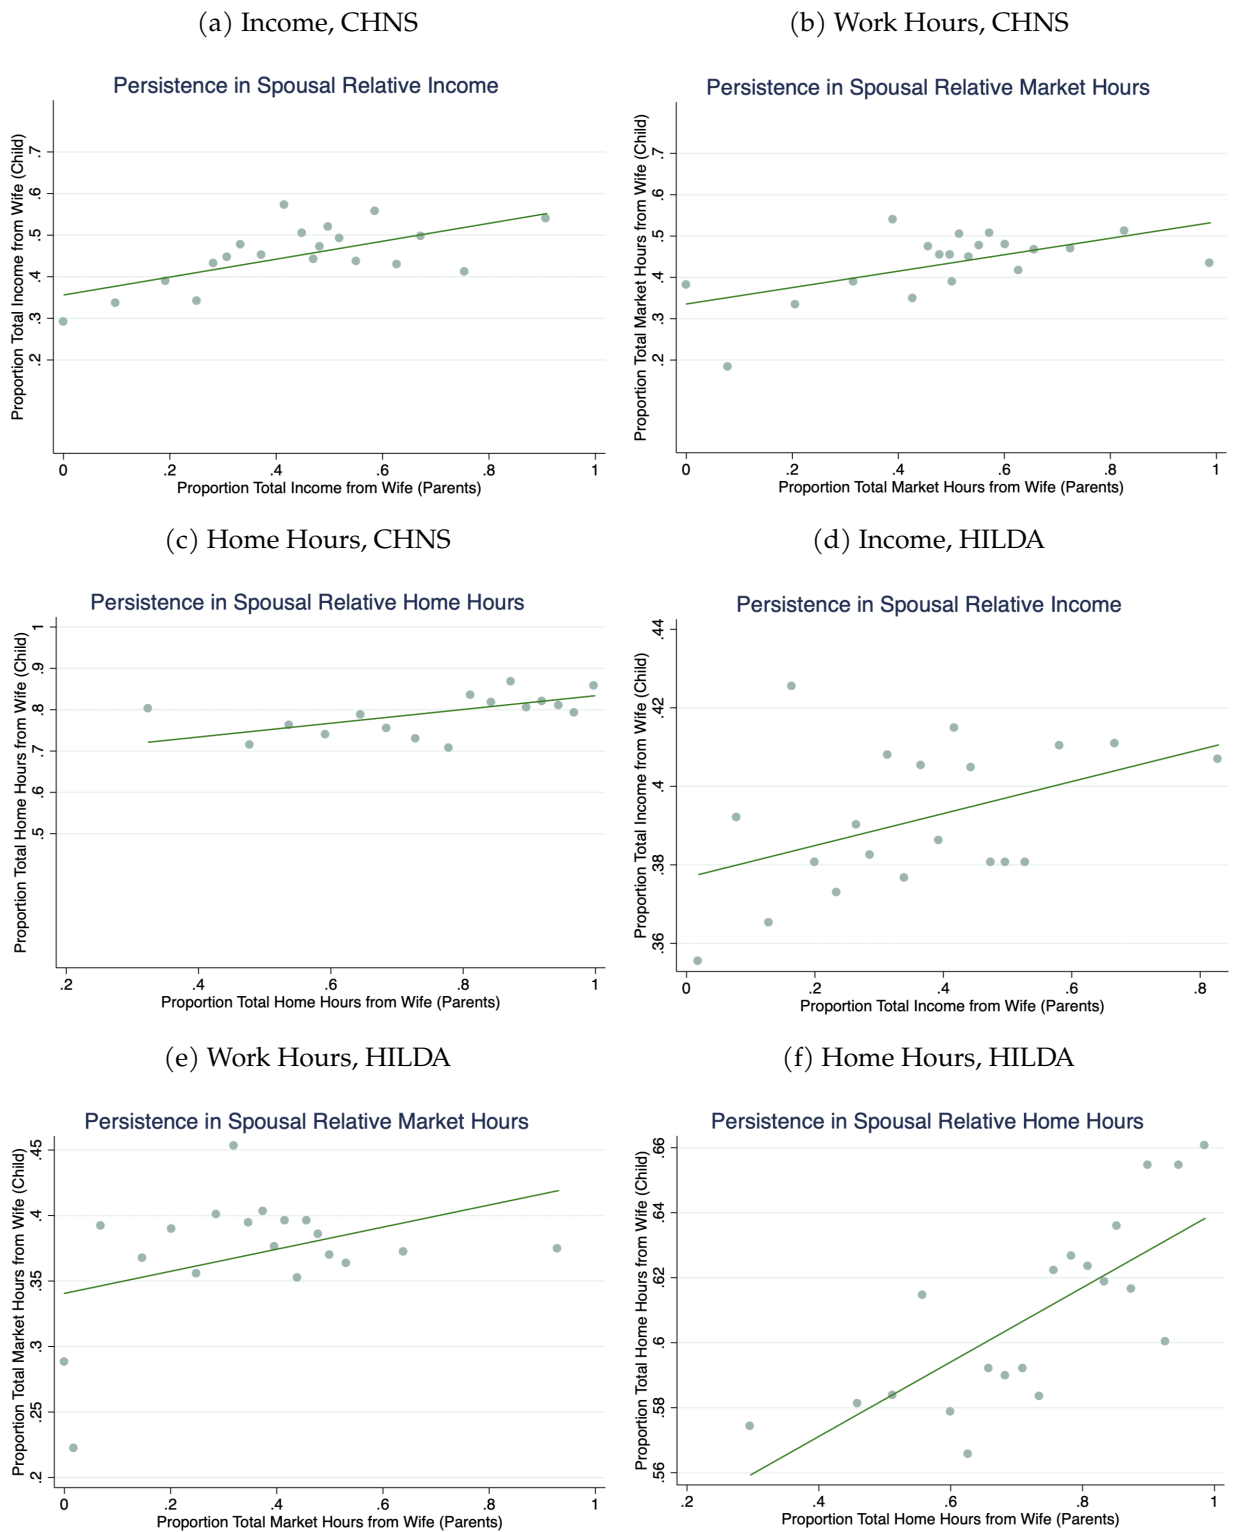 (a) Income, CHNS
Persistence in Spousal Relative Income
Proportion Total Income from Wife (Child)
.7
.6
.5
.4
.3
.2
0 .2 .4 .6 .8 1
Proportion Total Income from Wife (Parents)
(b) Work Hours, CHNS
Persistence in Spousal Relative Market Hours
Proportion Total Market Hours from Wife (Child)
.7
.6
.5
.4
.3
.2
0 .2 .4 .6 .8 1
Proportion Total Market Hours from Wife (Parents)
(c) Home Hours, CHNS
Persistence in Spousal Relative Home Hours
Proportion Total Home Hours from Wife (Child)
1
.9
.8
.7
.6
.5
.2 .4 .6 .8 1
Proportion Total Home Hours from Wife (Parents)
(d) Income, HILDA
Persistence in Spousal Relative Income
Proportion Total Income from Wife (Child)
.44
.42
.4
.38
.36
0 .2 .4 .6 .8
Proportion Total Income from Wife (Parents)
(e) Work Hours, HILDA
Persistence in Spousal Relative Market Hours
Proportion Total Market Hours from Wife (Child)
.45
.4
.35
.3
.25
.2
0 .2 .4 .6 .8 1
Proportion Total Market Hours from Wife (Parents)
(f) Home Hours, HILDA
Persistence in Spousal Relative Home Hours
Proportion Total Home Hours from Wife (Child)
.66
.64
.62
.6
.58
.56
.2 .4 .6 .8 1
Proportion Total Home Hours from Wife (Parents)